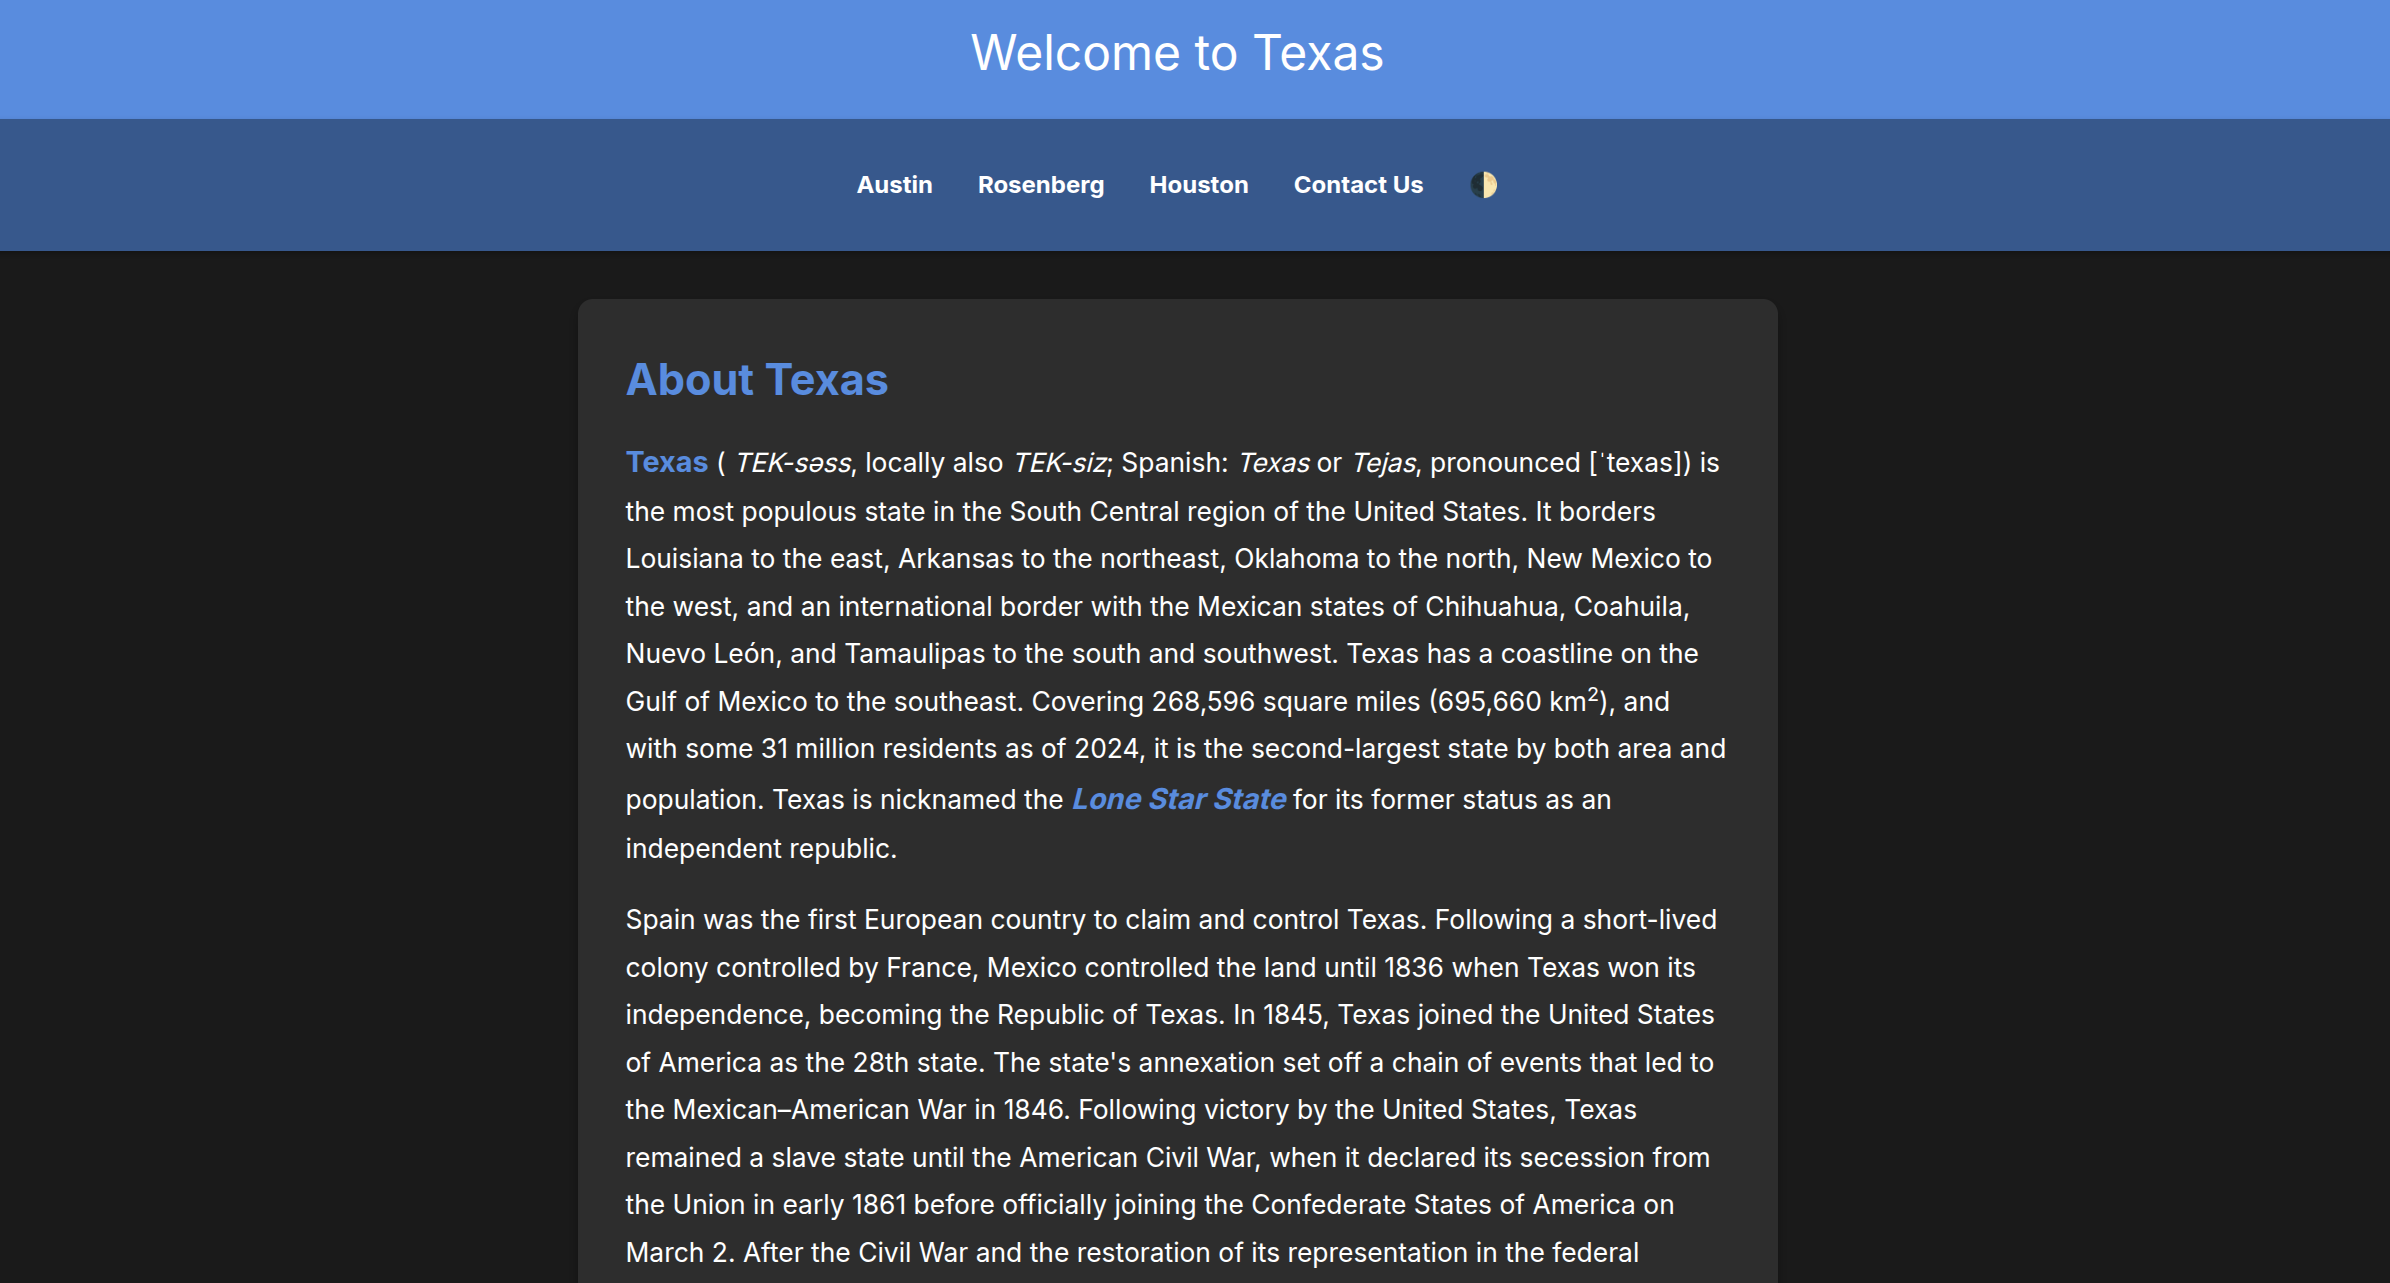 Welcome to Texas
Austin Rosenberg Houston Contact Us
About Texas
Texas ( TEK-səss, locally also TEK-siz; Spanish: Texas or Tejas, pronounced [ˈtexas]) is
the most populous state in the South Central region of the United States. It borders
Louisiana to the east, Arkansas to the northeast, Oklahoma to the north, New Mexico to
the west, and an international border with the Mexican states of Chihuahua, Coahuila,
Nuevo León, and Tamaulipas to the south and southwest. Texas has a coastline on the
Gulf of Mexico to the southeast. Covering 268,596 square miles (695,660 km²), and
with some 31 million residents as of 2024, it is the second-largest state by both area and
population. Texas is nicknamed the Lone Star State for its former status as an
independent republic.
Spain was the first European country to claim and control Texas. Following a short-lived
colony controlled by France, Mexico controlled the land until 1836 when Texas won its
independence, becoming the Republic of Texas. In 1845, Texas joined the United States
of America as the 28th state. The state's annexation set off a chain of events that led to
the Mexican–American War in 1846. Following victory by the United States, Texas
remained a slave state until the American Civil War, when it declared its secession from
the Union in early 1861 before officially joining the Confederate States of America on
March 2. After the Civil War and the restoration of its representation in the federal